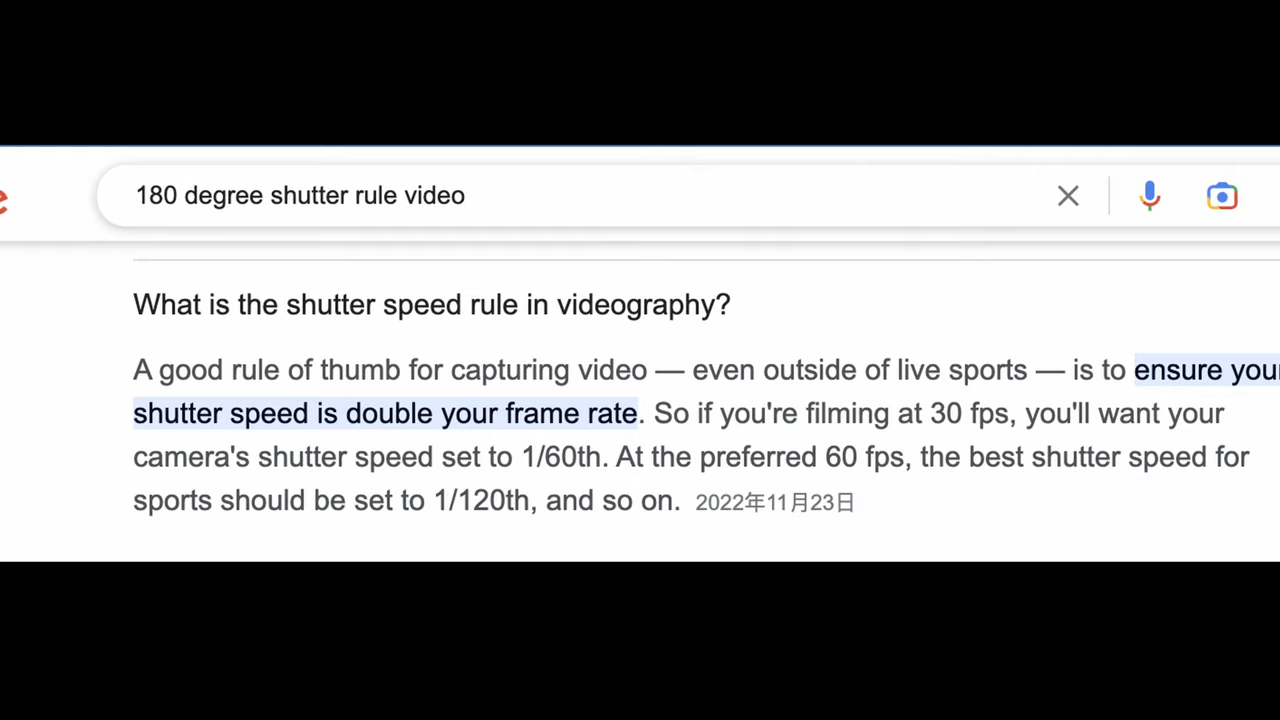 180 degree shutter rule video
What is the shutter speed rule in videography?
A good rule of thumb for capturing video — even outside of live sports — is to ensure your
shutter speed is double your frame rate. So if you're filming at 30 fps, you'll want your
camera's shutter speed set to 1/60th. At the preferred 60 fps, the best shutter speed for
sports should be set to 1/120th, and so on. 2022年11月23日